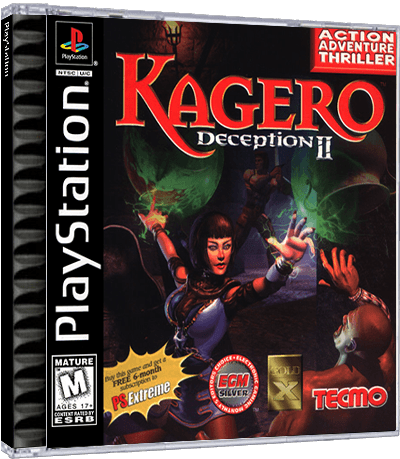 PlayStation
PlayStation
NTSC U/C
PlayStation
ACTION
ADVENTURE
THRILLER
KAGERO
DECEPTION II
Buy this game and get a
FREE 6-month
subscription to
PS Extreme
MATURE
M
AGES 17+
CONTENT RATED BY
ESRB
EGM
SILVER
GOLD
X
TECMO